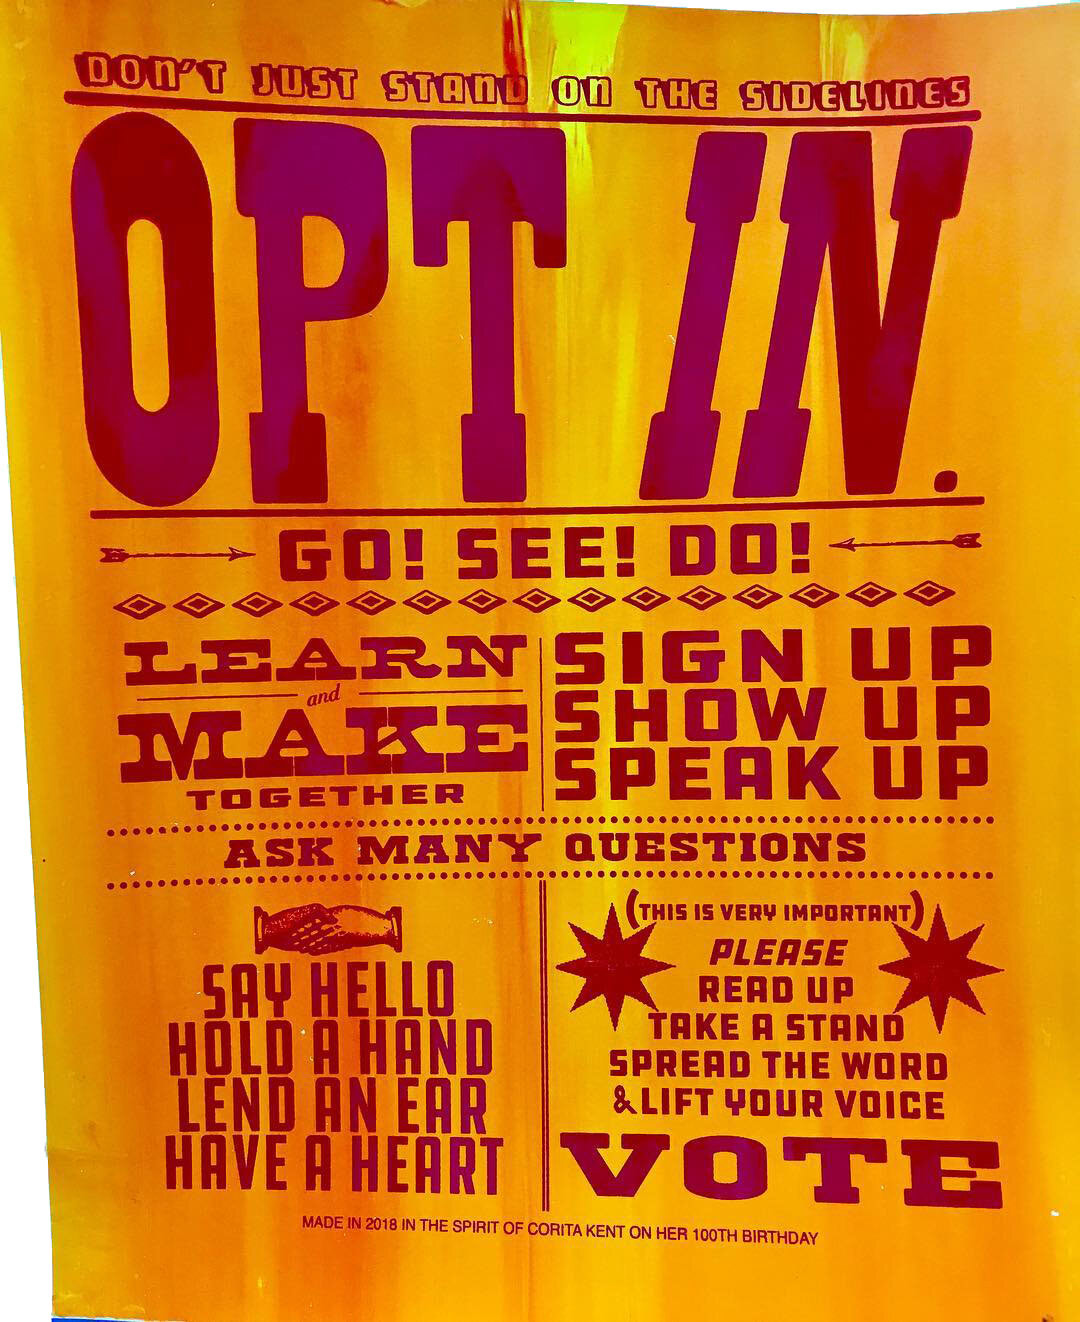 DON'T JUST STAND ON THE SIDELINES
OPT IN.
GO! SEE! DO!
LEARN
and
MAKE
TOGETHER
SIGN UP
SHOW UP
SPEAK UP
ASK MANY QUESTIONS
SAY HELLO
HOLD A HAND
LEND AN EAR
HAVE A HEART
(THIS IS VERY IMPORTANT)
PLEASE
READ UP
TAKE A STAND
SPREAD THE WORD
& LIFT YOUR VOICE
VOTE
MADE IN 2018 IN THE SPIRIT OF CORITA KENT ON HER 100TH BIRTHDAY